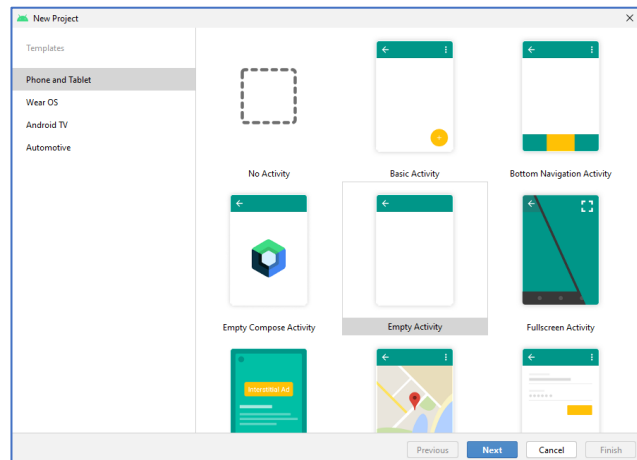 New Project
Templates
Phone and Tablet
Wear OS
Android TV
Automotive
No Activity
Basic Activity
Bottom Navigation Activity
Empty Compose Activity
Empty Activity
Fullscreen Activity
Interstitial Ad
Previous
Next
Cancel
Finish